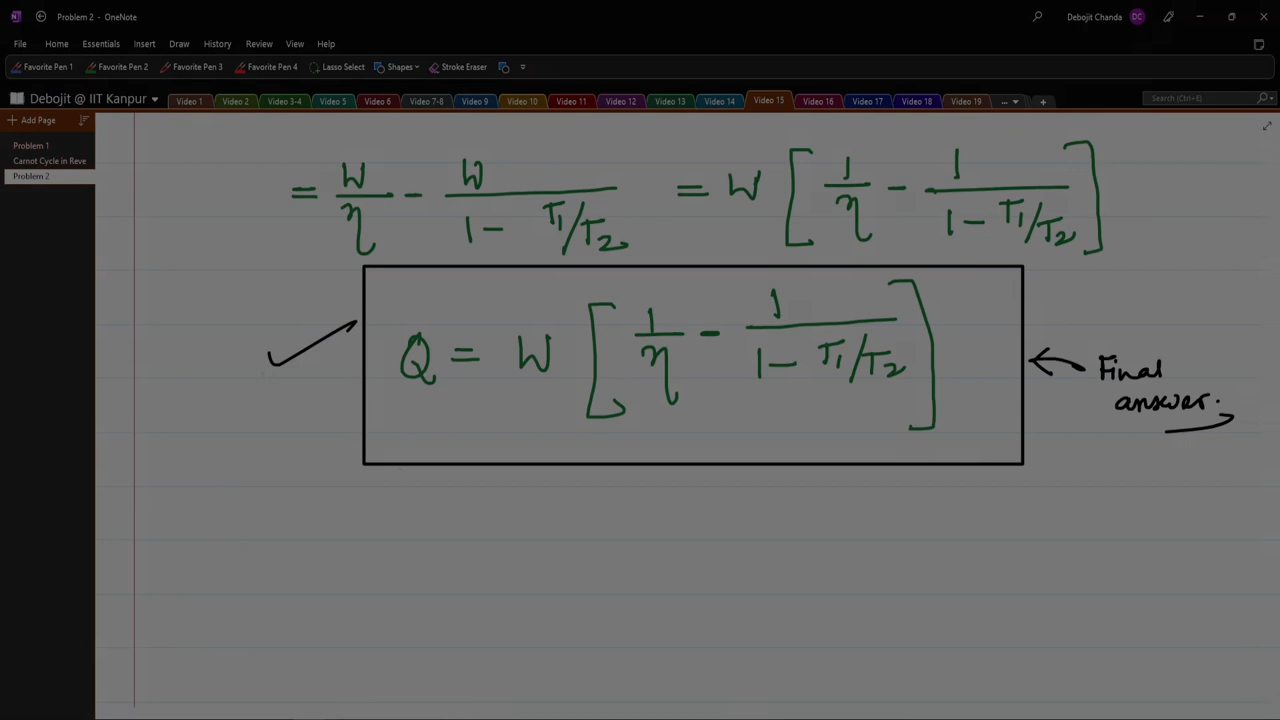 Problem 2 - OneNote
Debojit Chanda DC
File Home Essentials Insert Draw History Review View Help
Favorite Pen 1 Favorite Pen 2 Favorite Pen 3 Favorite Pen 4 Lasso Select Shapes Stroke Eraser
Debojit @ IIT Kanpur Video 1 Video 2 Video 3-4 Video 5 Video 6 Video 7-8 Video 9 Video 10 Video 11 Video 12 Video 13 Video 14 Video 15 Video 16 Video 17 Video 18 Video 19 ... + Search (Ctrl+E)
+ Add Page
Problem 1
Carnot Cycle in Reve
Problem 2
= W/η - W/(1 - T₁/T₂) = W [1/η - 1/(1 - T₁/T₂)]
Q = W [1/η - 1/(1 - T₁/T₂)]
Final
answer.